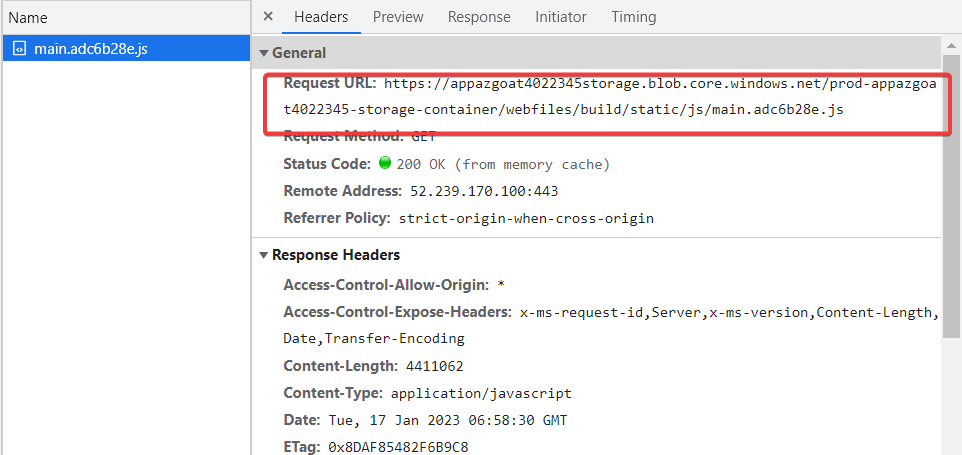 Name
× Headers Preview Response Initiator Timing
main.adc6b28e.js
▼ General
Request URL: https://appazgoat4022345storage.blob.core.windows.net/prod-appazgoa
t4022345-storage-container/webfiles/build/static/js/main.adc6b28e.js
Request Method: GET
Status Code: 200 OK (from memory cache)
Remote Address: 52.239.170.100:443
Referrer Policy: strict-origin-when-cross-origin
▼ Response Headers
Access-Control-Allow-Origin: *
Access-Control-Expose-Headers: x-ms-request-id,Server,x-ms-version,Content-Length,
Date,Transfer-Encoding
Content-Length: 4411062
Content-Type: application/javascript
Date: Tue, 17 Jan 2023 06:58:30 GMT
ETag: 0x8DAF85482F6B9C8